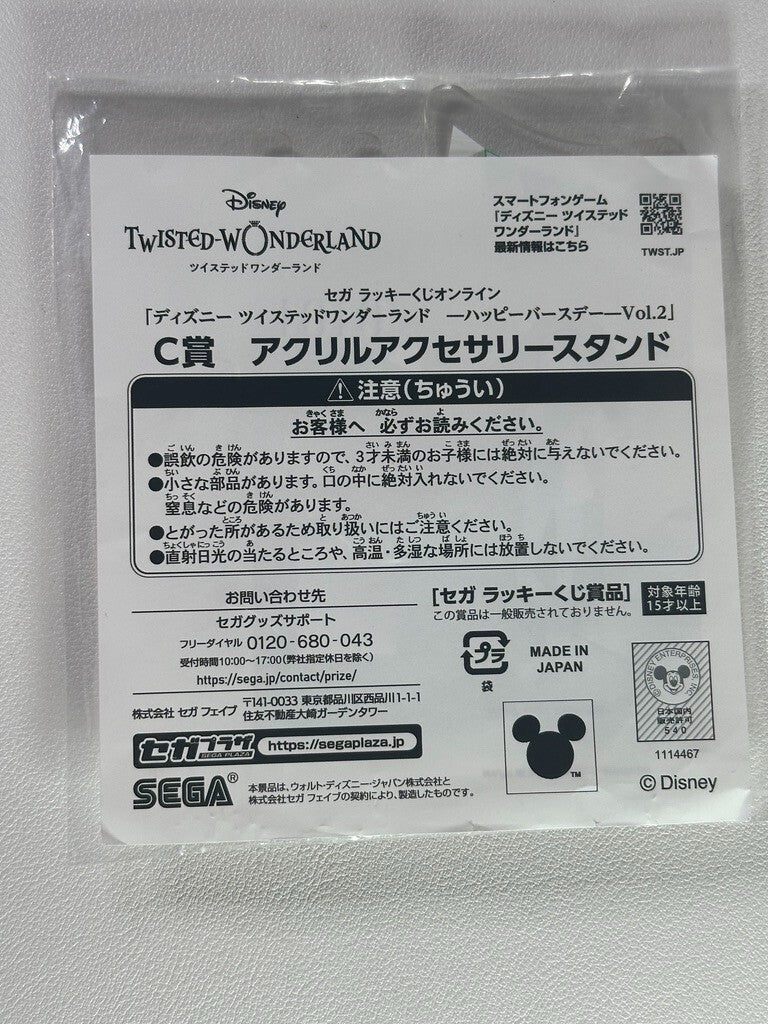 Disney
TWISTED-WONDERLAND
ツイステッドワンダーランド
スマートフォンゲーム
「ディズニー ツイステッド
ワンダーランド」
最新情報はこちら
TWST.JP
セガ ラッキーくじオンライン
「ディズニー ツイステッドワンダーランド ―ハッピーバースデー―Vol.2」
C賞 アクリルアクセサリースタンド
注意(ちゅうい)
お客様へ 必ずお読みください。
●誤飲の危険がありますので、3才未満のお子様には絶対に与えないでください。
●小さな部品があります。口の中に絶対入れないでください。
窒息などの危険があります。
●とがった所があるため取り扱いにはご注意ください。
●直射日光の当たるところや、高温・多湿な場所には放置しないでください。
お問い合わせ先
セガグッズサポート
フリーダイヤル 0120-680-043
受付時間10:00~17:00(弊社指定休日を除く)
https://sega.jp/contact/prize/
株式会社 セガ フェイブ 〒141-0033 東京都品川区西品川1-1-1
住友不動産大崎ガーデンタワー
セガプラザ
SEGA PLAZA
https://segaplaza.jp
SEGA®
本景品は、ウォルト・ディズニー・ジャパン株式会社と
株式会社セガ フェイブの契約により、製造したものです。
[セガ ラッキーくじ賞品]
この賞品は一般販売されておりません。
対象年齢
15才以上
プラ
袋
MADE IN
JAPAN
TM
©DISNEY ENTERPRISES, INC.
日本国内
販売許可
540
1114467
© Disney